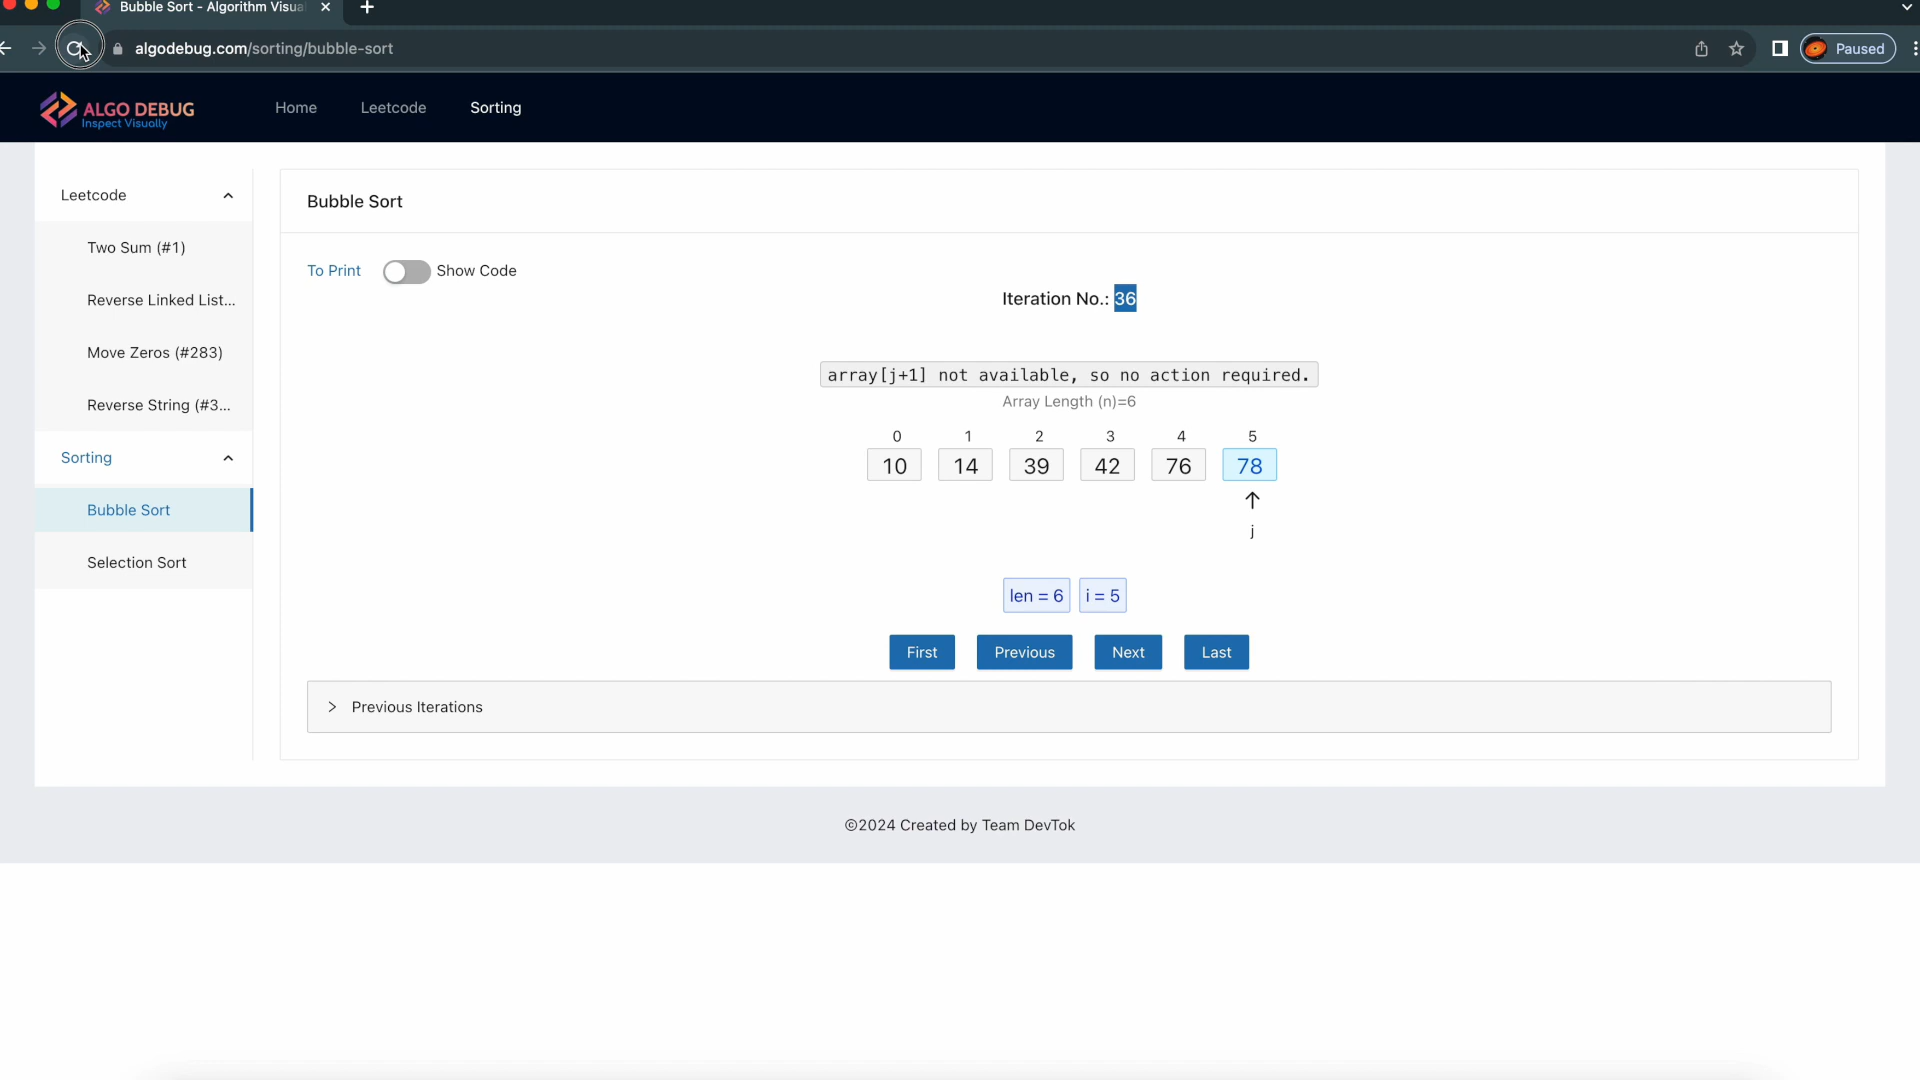 Bubble Sort - Algorithm Visua
algodebug.com/sorting/bubble-sort
Paused
ALGO DEBUG
Inspect Visually
Home
Leetcode
Sorting
Leetcode
Two Sum (#1)
Reverse Linked List...
Move Zeros (#283)
Reverse String (#3...
Sorting
Bubble Sort
Selection Sort
Bubble Sort
To Print
Show Code
Iteration No.: 36
array[j+1] not available, so no action required.
Array Length (n)=6
0 1 2 3 4 5
10 14 39 42 76 78
j
len = 6 i = 5
First Previous Next Last
Previous Iterations
©2024 Created by Team DevTok